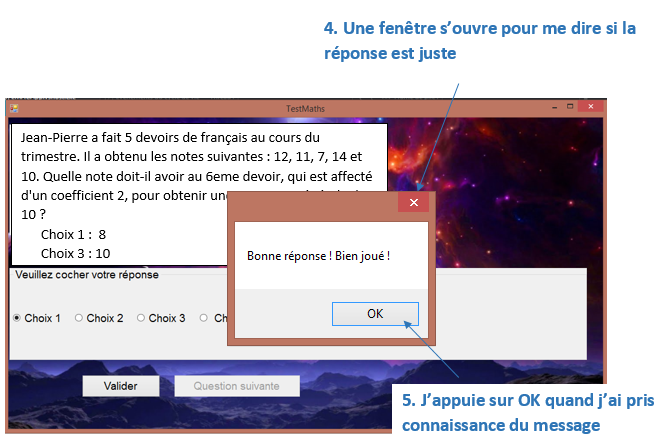 4. Une fenêtre s’ouvre pour me dire si la
réponse est juste
TestMaths
Jean-Pierre a fait 5 devoirs de français au cours du
trimestre. Il a obtenu les notes suivantes : 12, 11, 7, 14 et
10. Quelle note doit-il avoir au 6eme devoir, qui est affecté
d'un coefficient 2, pour obtenir
10 ?
Choix 1 : 8
Choix 3 : 10
Bonne réponse ! Bien joué !
OK
Veuillez cocher votre réponse
Choix 1 Choix 2 Choix 3
Valider Question suivante
5. J’appuie sur OK quand j’ai pris
connaissance du message